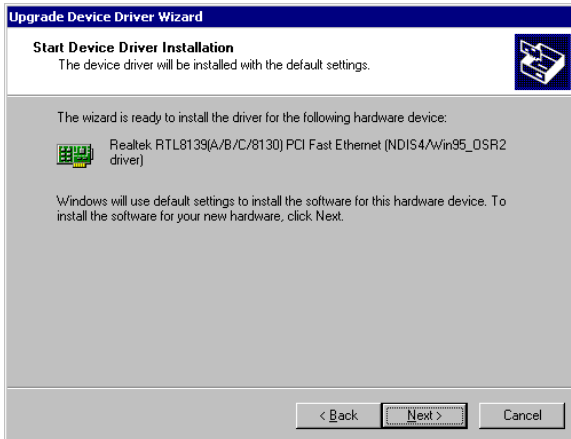 Upgrade Device Driver Wizard
Start Device Driver Installation
The device driver will be installed with the default settings.
The wizard is ready to install the driver for the following hardware device:
Realtek RTL8139(A/B/C/8130) PCI Fast Ethernet (NDIS4/Win95_OSR2
driver)
Windows will use default settings to install the software for this hardware device. To
install the software for your new hardware, click Next.
< Back
Next >
Cancel